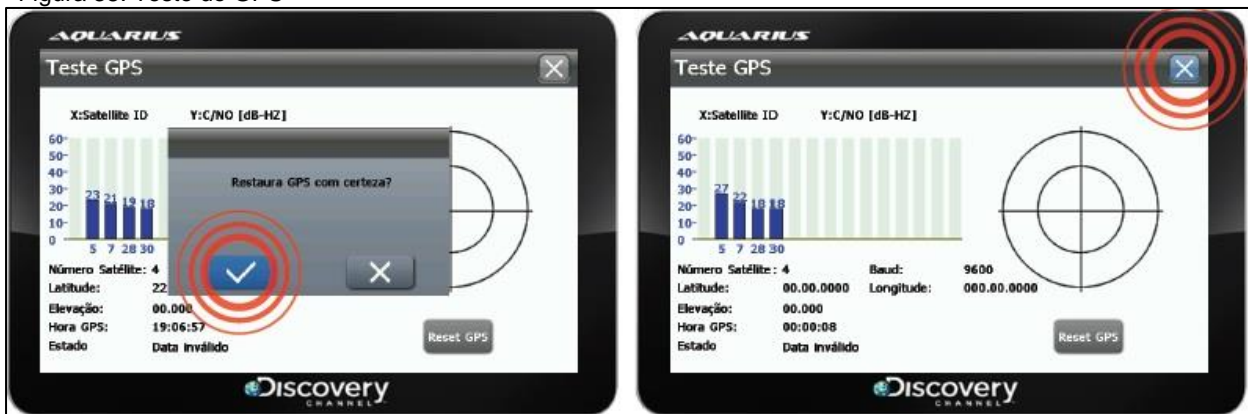 AQUARIUS
Teste GPS
X:Satellite ID Y:C/NO [dB-HZ]
60
50
40
30
20
10
0
23 21 19 18
5 7 28 30
Restaura GPS com certeza?
Número Satélite: 4
Latitude: 22
Elevação: 00.000
Hora GPS: 19:06:57
Estado Data Inválido
Reset GPS
Discovery
CHANNEL
AQUARIUS
Teste GPS
X:Satellite ID Y:C/NO [dB-HZ]
60
50
40
30
20
10
0
27 22 18 18
5 7 28 30
Número Satélite: 4 Baud: 9600
Latitude: 00.00.0000 Longitude: 000.00.0000
Elevação: 00.000
Hora GPS: 00:00:08
Estado Data Inválido
Reset GPS
Discovery
CHANNEL